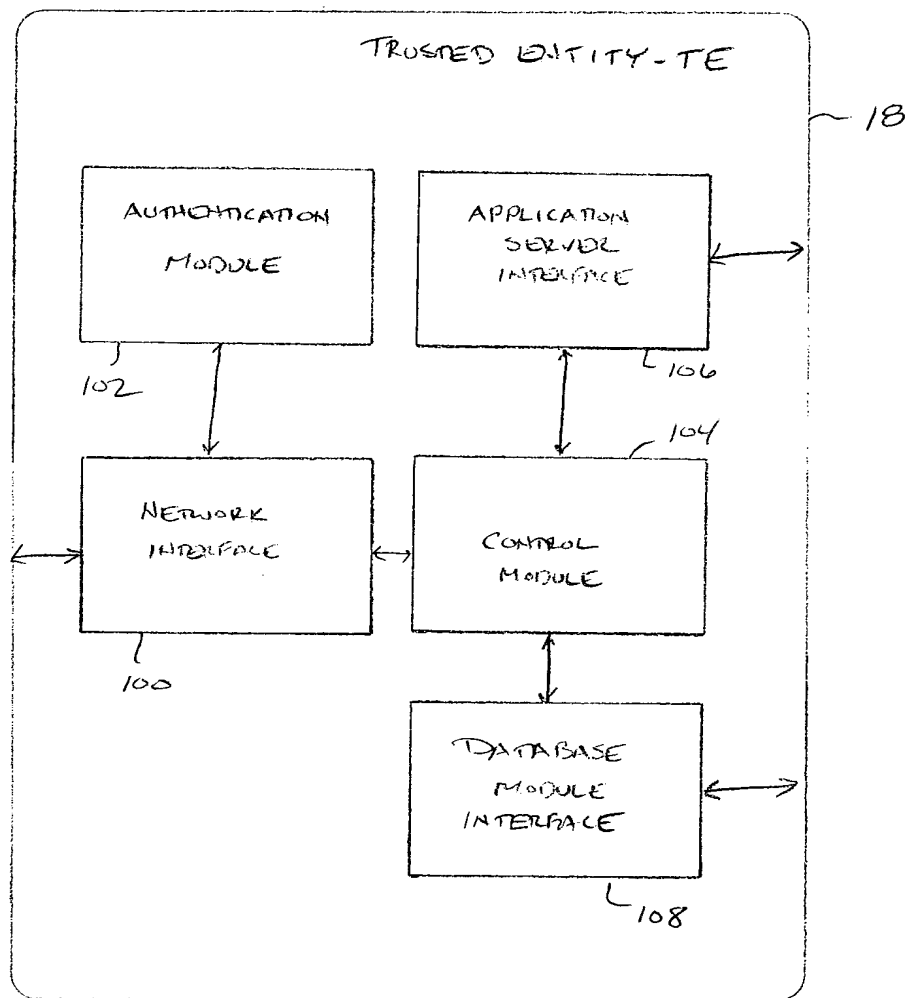 TRUSTED ENTITY-TE
18
AUTHENTICATION
MODULE
102
APPLICATION
SERVER
INTERFACE
106
104
NETWORK
INTERFACE
100
CONTROL
MODULE
DATABASE
MODULE
INTERFACE
108